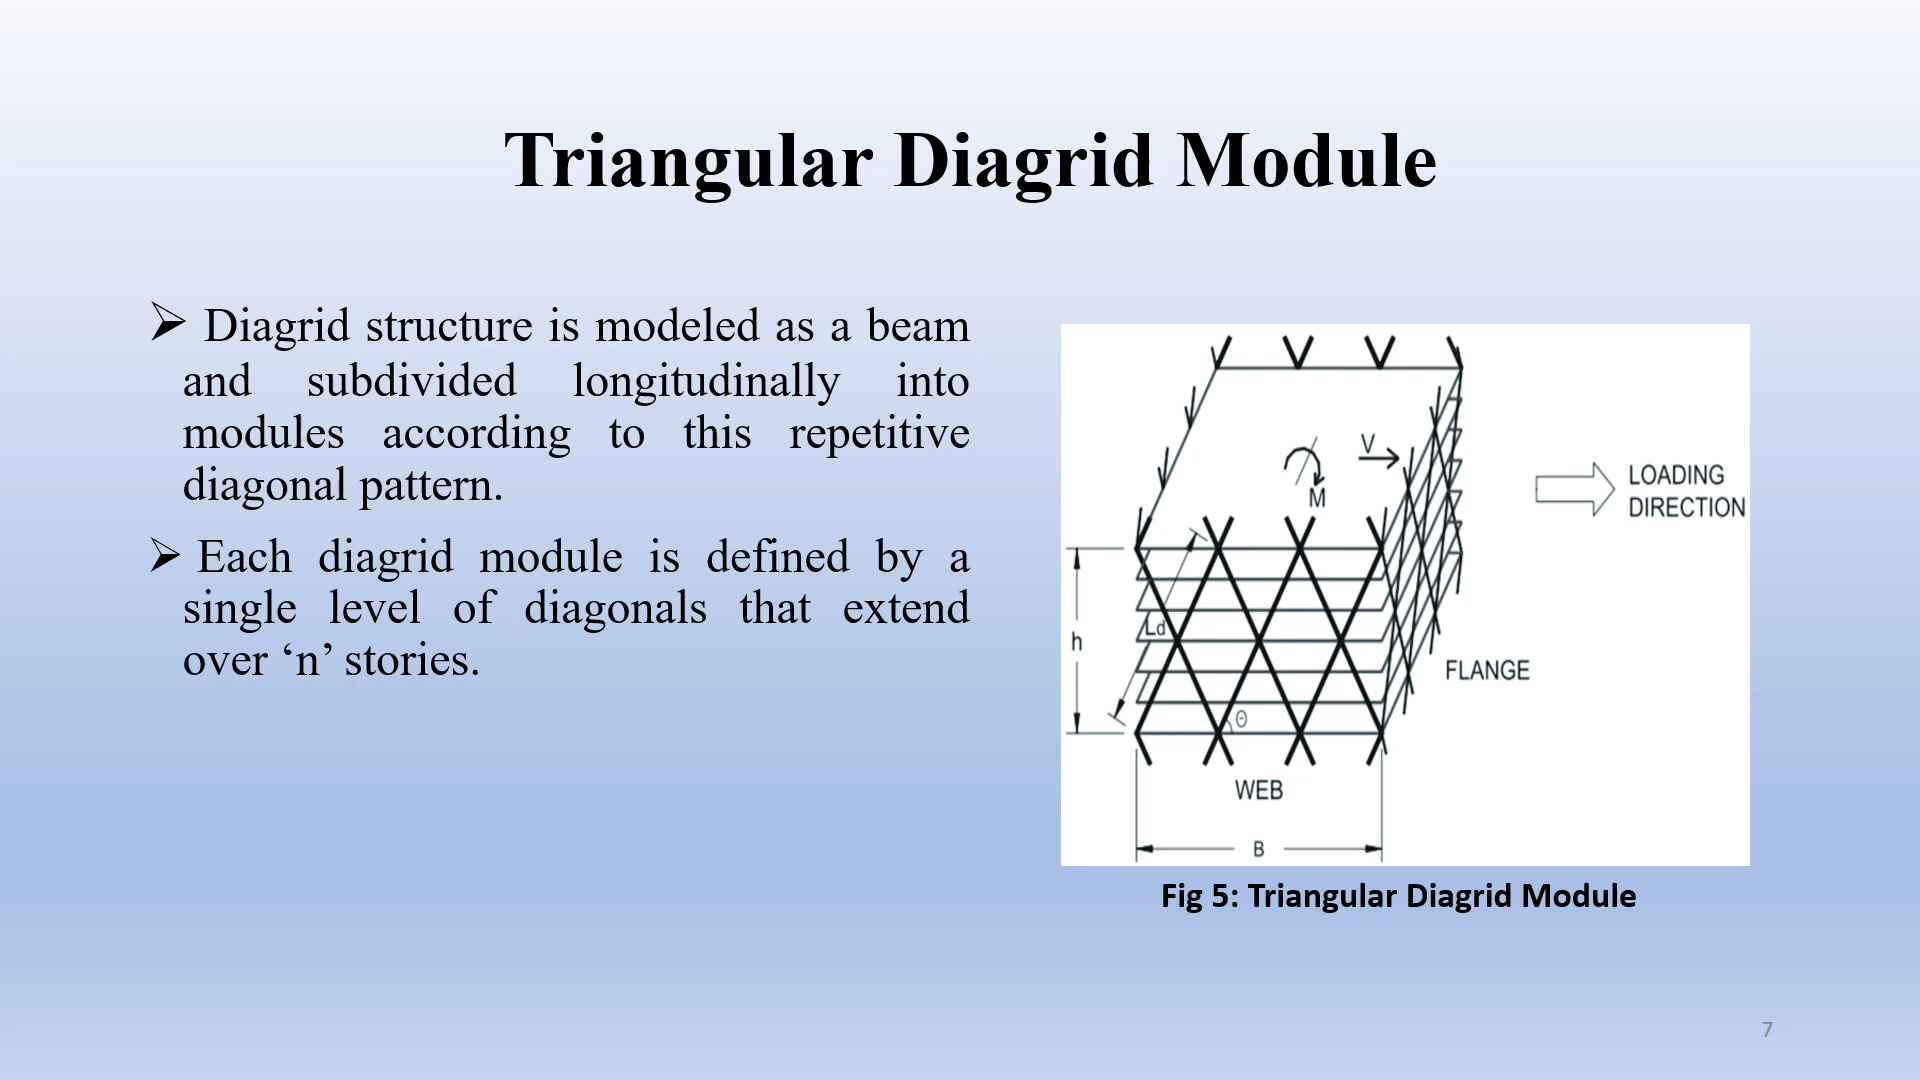 Triangular Diagrid Module
➢ Diagrid structure is modeled as a beam
and subdivided longitudinally into
modules according to this repetitive
diagonal pattern.
➢ Each diagrid module is defined by a
single level of diagonals that extend
over ‘n’ stories.
V
M
LOADING
DIRECTION
Ld
h
FLANGE
Θ
WEB
B
Fig 5: Triangular Diagrid Module
7